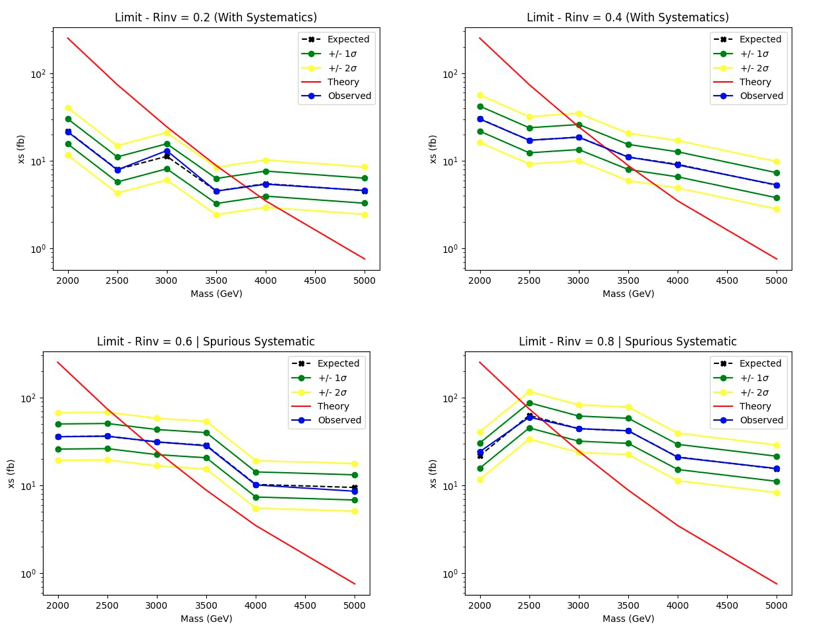 Limit - Rinv = 0.2 (With Systematics)
Expected
+/- 1σ
+/- 2σ
Theory
Observed
10²
10¹
10⁰
xs (fb)
2000 2500 3000 3500 4000 4500 5000
Mass (GeV)
Limit - Rinv = 0.4 (With Systematics)
Expected
+/- 1σ
+/- 2σ
Theory
Observed
10²
10¹
10⁰
xs (fb)
2000 2500 3000 3500 4000 4500 5000
Mass (GeV)
Limit - Rinv = 0.6 | Spurious Systematic
Expected
+/- 1σ
+/- 2σ
Theory
Observed
10²
10¹
10⁰
xs (fb)
2000 2500 3000 3500 4000 4500 5000
Mass (GeV)
Limit - Rinv = 0.8 | Spurious Systematic
Expected
+/- 1σ
+/- 2σ
Theory
Observed
10²
10¹
10⁰
xs (fb)
2000 2500 3000 3500 4000 4500 5000
Mass (GeV)